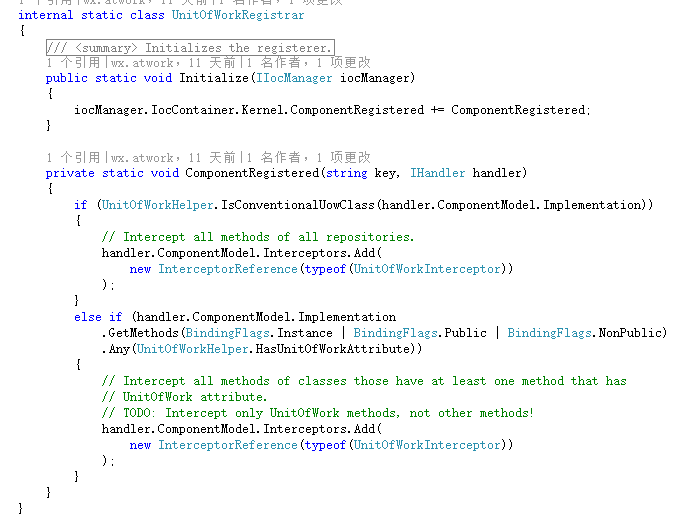 1 个引用|wx.atwork, 11 天前|1 名作者, 1 项更改
internal static class UnitOfWorkRegistrar
{
/// <summary> Initializes the registerer.
1 个引用|wx.atwork, 11 天前|1 名作者, 1 项更改
public static void Initialize(IIocManager iocManager)
{
iocManager.IocContainer.Kernel.ComponentRegistered += ComponentRegistered;
}
1 个引用|wx.atwork, 11 天前|1 名作者, 1 项更改
private static void ComponentRegistered(string key, IHandler handler)
{
if (UnitOfWorkHelper.IsConventionalUowClass(handler.ComponentModel.Implementation))
{
// Intercept all methods of all repositories.
handler.ComponentModel.Interceptors.Add(
new InterceptorReference(typeof(UnitOfWorkInterceptor))
);
}
else if (handler.ComponentModel.Implementation
.GetMethods(BindingFlags.Instance | BindingFlags.Public | BindingFlags.NonPublic)
.Any(UnitOfWorkHelper.HasUnitOfWorkAttribute))
{
// Intercept all methods of classes those have at least one method that has
// UnitOfWork attribute.
// TODO: Intercept only UnitOfWork methods, not other methods!
handler.ComponentModel.Interceptors.Add(
new InterceptorReference(typeof(UnitOfWorkInterceptor))
);
}
}
}